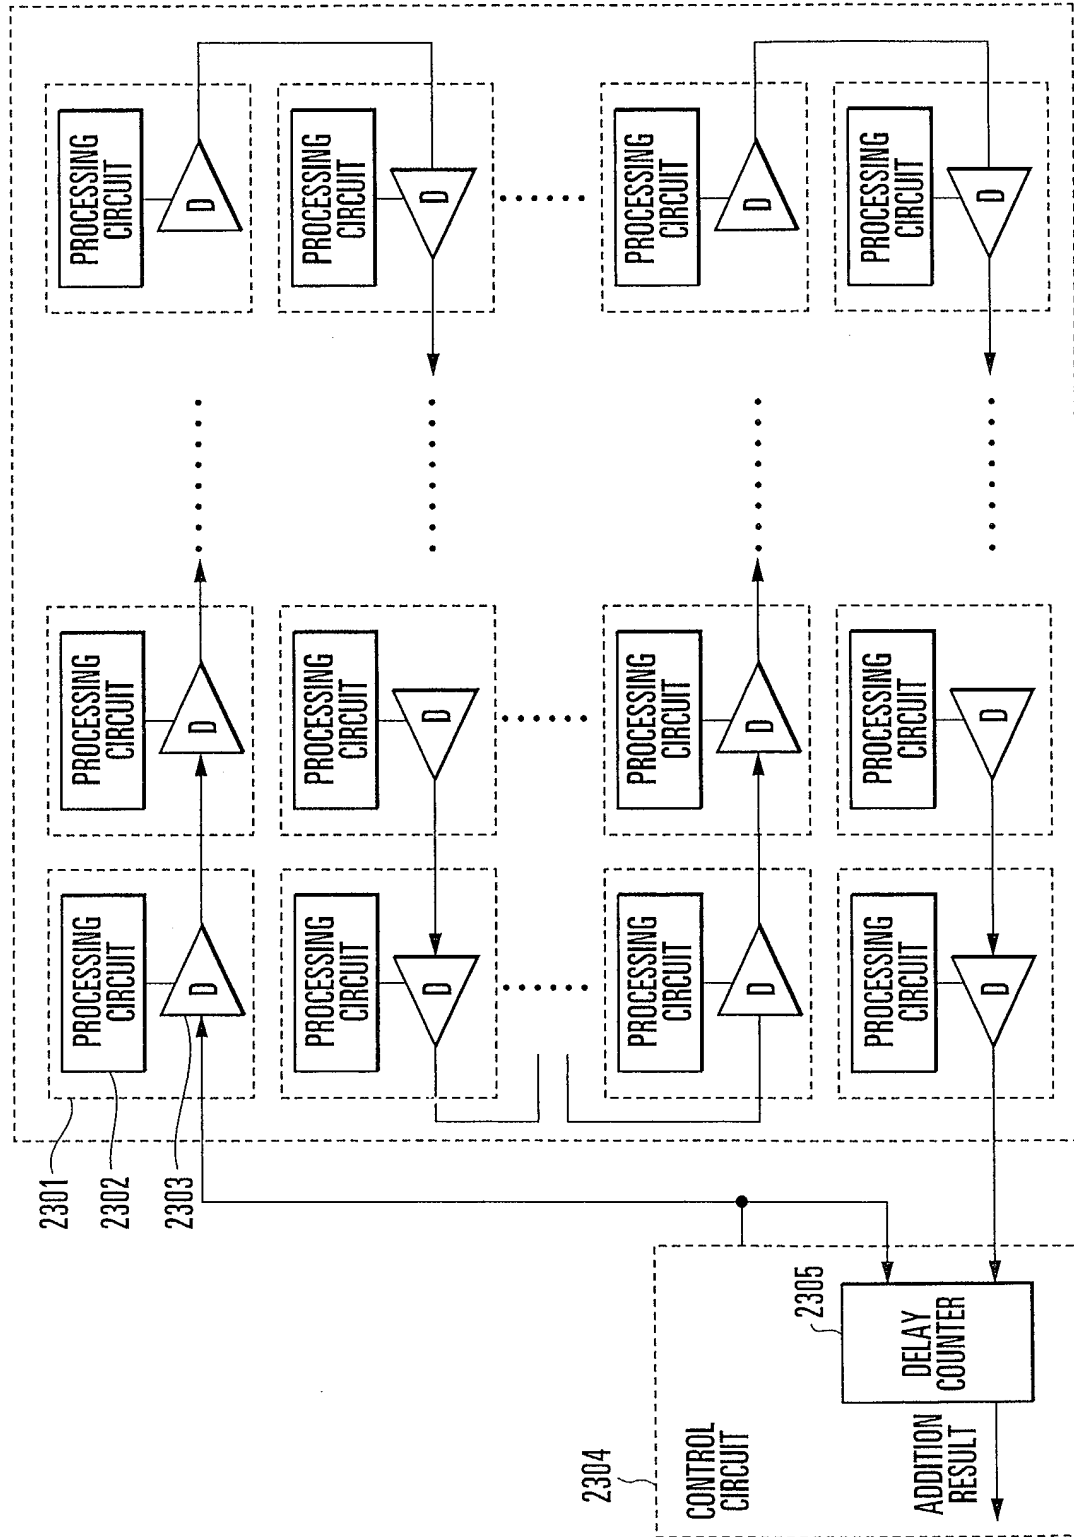 2301
2302
2303
PROCESSING
CIRCUIT
D
PROCESSING
CIRCUIT
D
PROCESSING
CIRCUIT
D
PROCESSING
CIRCUIT
D
PROCESSING
CIRCUIT
D
PROCESSING
CIRCUIT
D
PROCESSING
CIRCUIT
D
PROCESSING
CIRCUIT
D
PROCESSING
CIRCUIT
D
PROCESSING
CIRCUIT
D
PROCESSING
CIRCUIT
D
PROCESSING
CIRCUIT
D
2304
CONTROL
CIRCUIT
2305
DELAY
COUNTER
ADDITION
RESULT